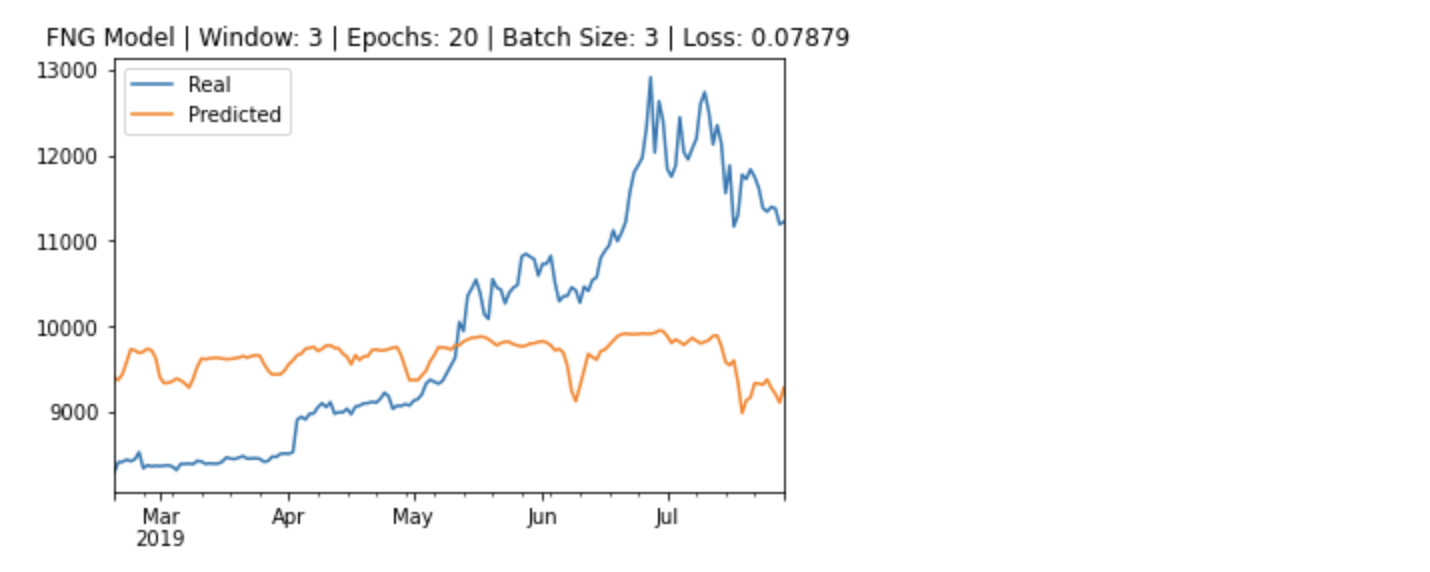 FNG Model | Window: 3 | Epochs: 20 | Batch Size: 3 | Loss: 0.07879
13000
Real
Predicted
12000
11000
10000
9000
Mar Apr May Jun Jul
2019